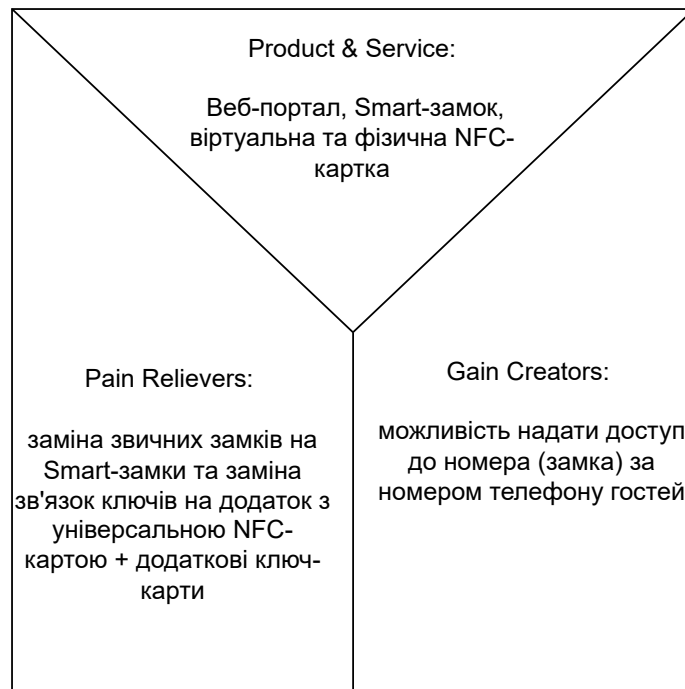 Product & Service:
Веб-портал, Smart-замок,
віртуальна та фізична NFC-
картка
Pain Relievers:
заміна звичних замків на
Smart-замки та заміна
зв'язок ключів на додаток з
універсальною NFC-
картою + додаткові ключ-
карти
Gain Creators:
можливість надати доступ
до номера (замка) за
номером телефону гостей